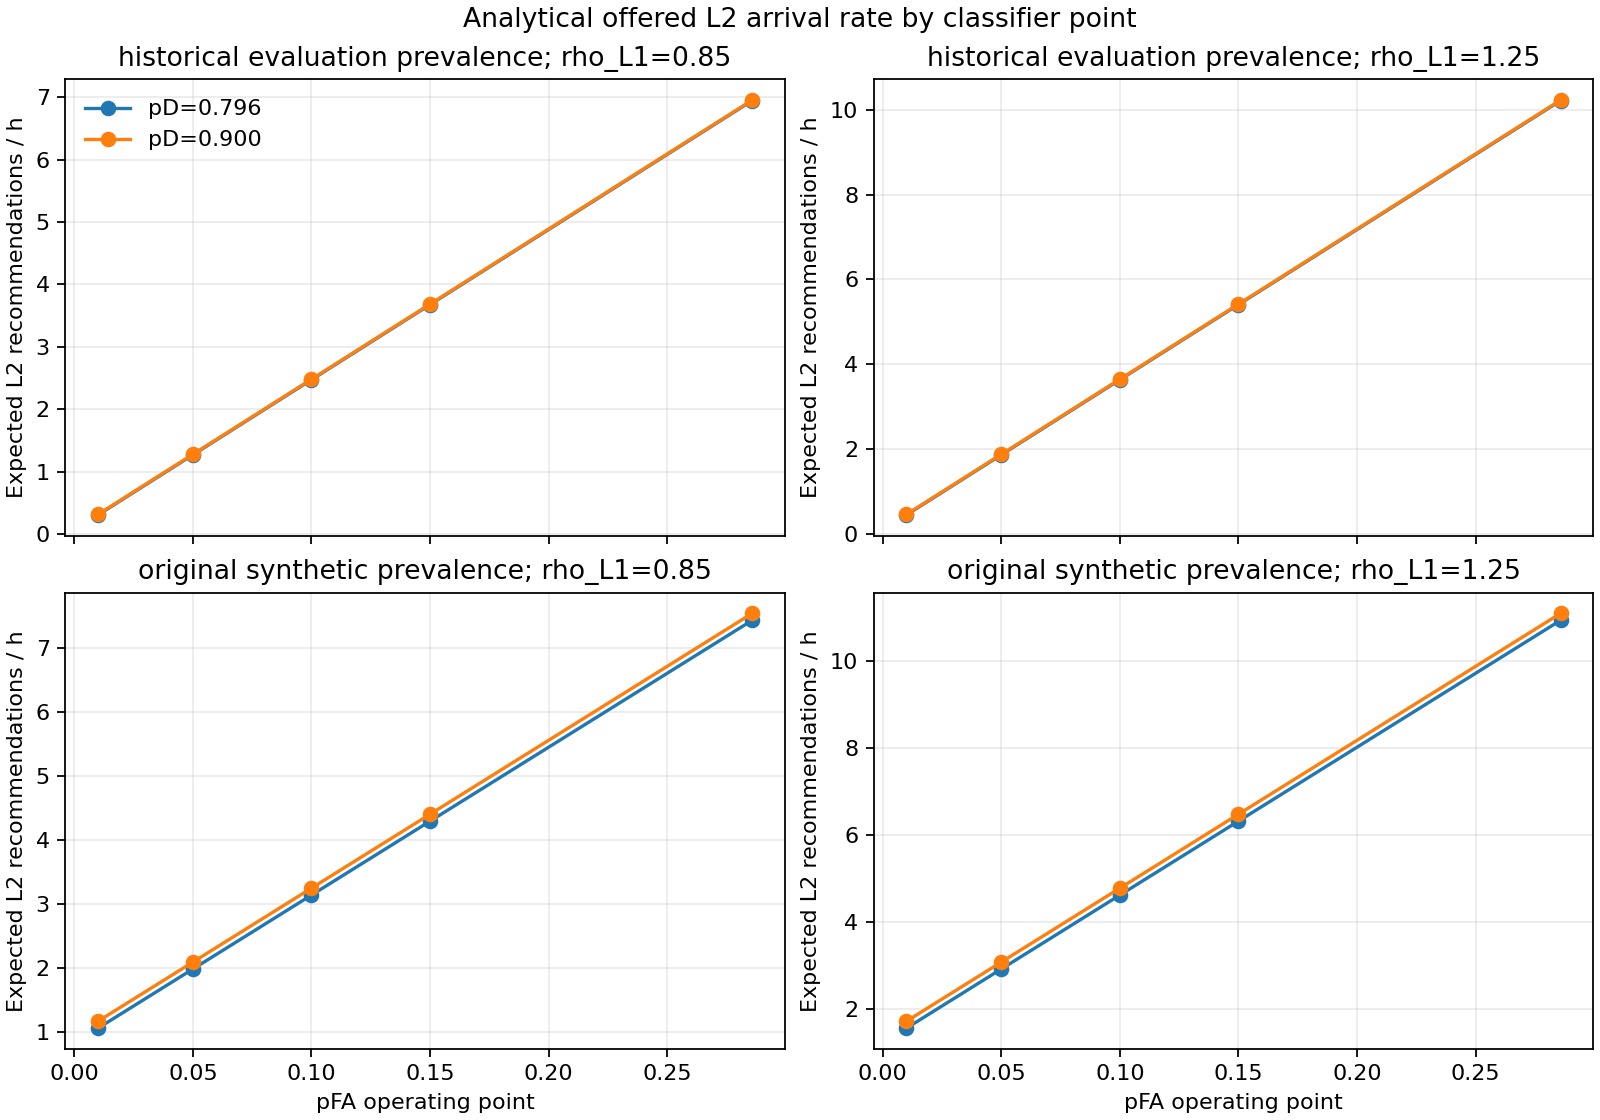 Analytical offered L2 arrival rate by classifier point
historical evaluation prevalence; rho_L1=0.85
Expected L2 recommendations / h
7
6
5
4
3
2
1
0
pD=0.796
pD=0.900
historical evaluation prevalence; rho_L1=1.25
Expected L2 recommendations / h
10
8
6
4
2
0
original synthetic prevalence; rho_L1=0.85
Expected L2 recommendations / h
7
6
5
4
3
2
1
0.00 0.05 0.10 0.15 0.20 0.25
pFA operating point
original synthetic prevalence; rho_L1=1.25
Expected L2 recommendations / h
10
8
6
4
2
0.00 0.05 0.10 0.15 0.20 0.25
pFA operating point